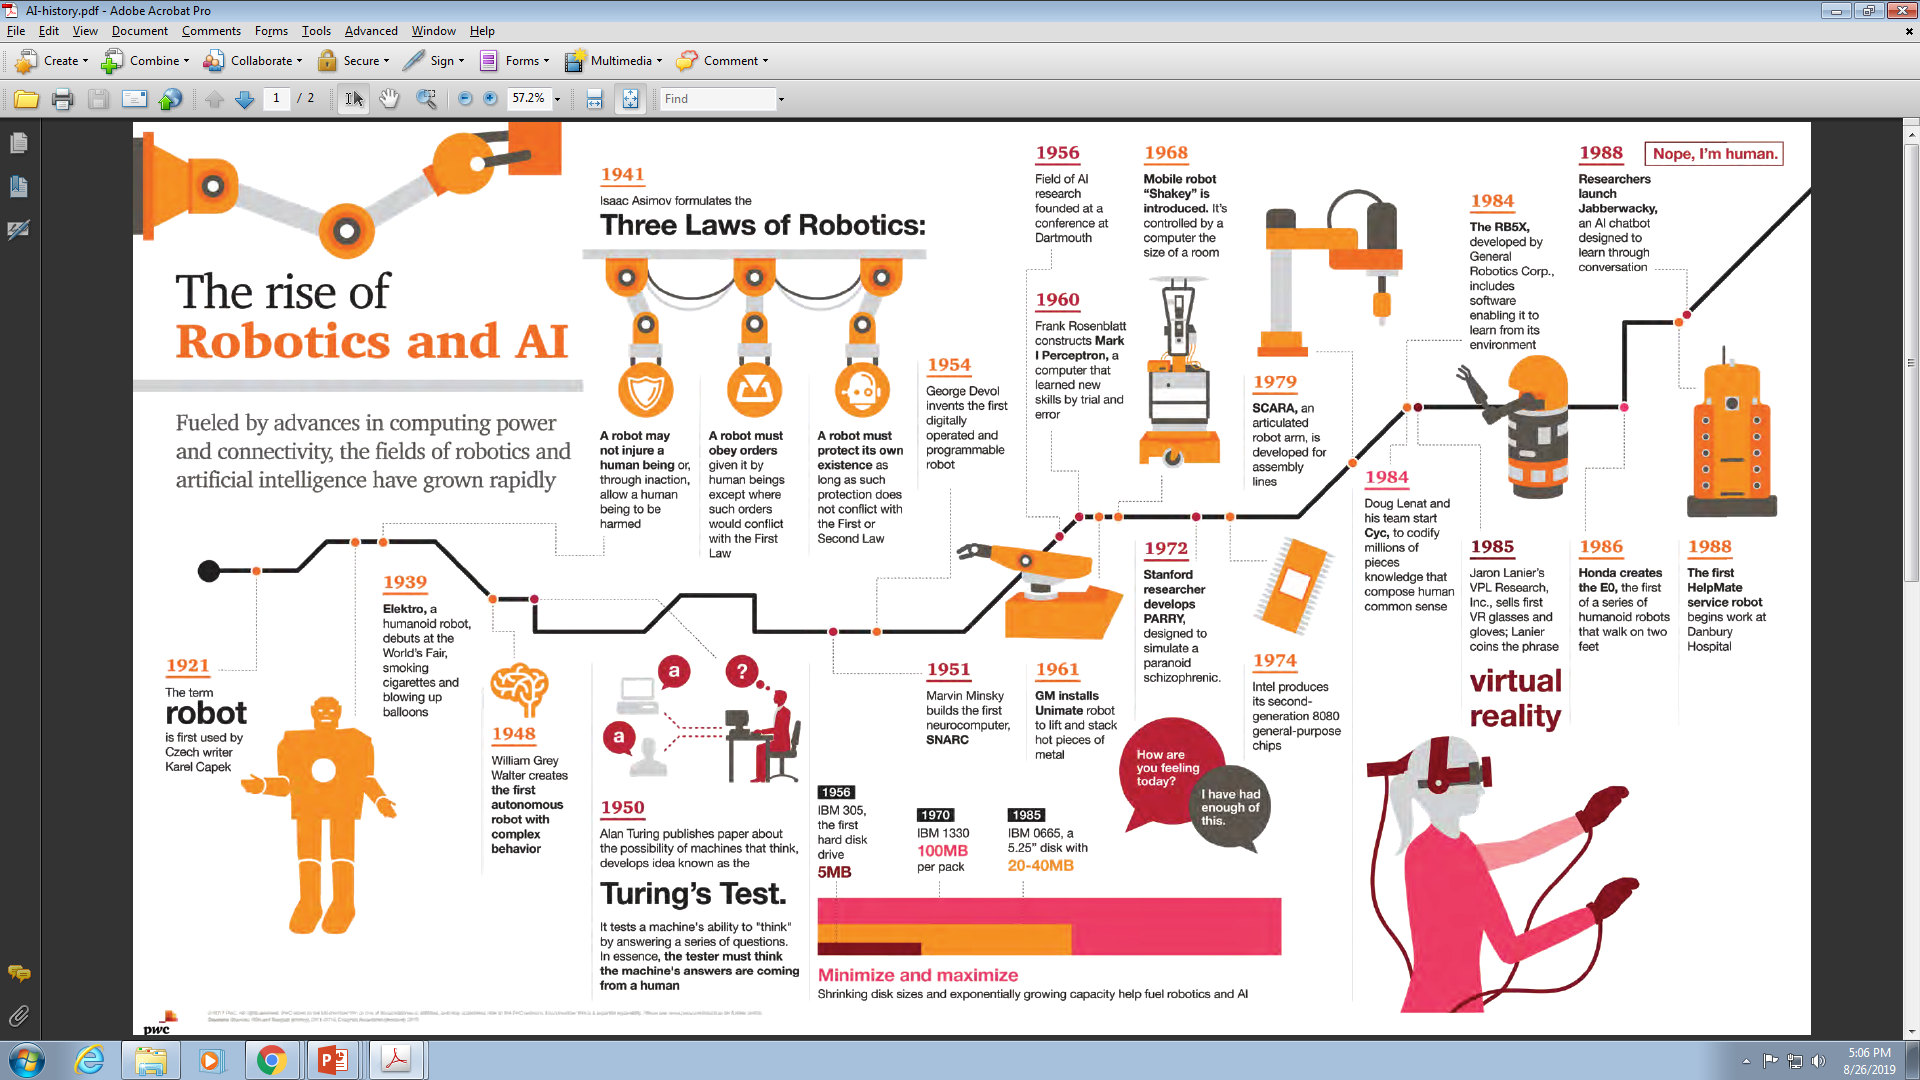 AI-history.pdf - Adobe Acrobat Pro
File Edit View Document Comments Forms Tools Advanced Window Help
Create Combine Collaborate Secure Sign Forms Multimedia Comment
1 / 2 57.2% Find
The rise of
Robotics and AI
Fueled by advances in computing power
and connectivity, the fields of robotics and
artificial intelligence have grown rapidly
1921
The term
robot
is first used by
Czech writer
Karel Capek
1939
Elektro, a
humanoid robot,
debuts at the
World's Fair,
smoking
cigarettes and
blowing up
balloons
1941
Isaac Asimov formulates the
Three Laws of Robotics:
A robot may
not injure a
human being or,
through inaction,
allow a human
being to be
harmed
A robot must
obey orders
given it by
human beings
except where
such orders
would conflict
with the First
Law
A robot must
protect its own
existence as
long as such
protection does
not conflict with
the First or
Second Law
1948
William Grey
Walter creates
the first
autonomous
robot with
complex
behavior
a
?
a
1950
Alan Turing publishes paper about
the possibility of machines that think,
develops idea known as the
Turing's Test.
It tests a machine's ability to "think"
by answering a series of questions.
In essence, the tester must think
the machine's answers are coming
from a human
1951
Marvin Minsky
builds the first
neurocomputer,
SNARC
1954
George Devol
invents the first
digitally
operated and
programmable
robot
1956
Field of AI
research
founded at a
conference at
Dartmouth
1960
Frank Rosenblatt
constructs Mark
I Perceptron, a
computer that
learned new
skills by trial and
error
1961
GM installs
Unimate robot
to lift and stack
hot pieces of
metal
1968
Mobile robot
“Shakey” is
introduced. It's
controlled by a
computer the
size of a room
1972
Stanford
researcher
develops
PARRY,
designed to
simulate a
paranoid
schizophrenic.
How are
you feeling
today?
I have had
enough of
this.
1974
Intel produces
its second-
generation 8080
general-purpose
chips
1979
SCARA, an
articulated
robot arm, is
developed for
assembly
lines
1984
The RB5X,
developed by
General
Robotics Corp.,
includes
software
enabling it to
learn from its
environment
1984
Doug Lenat and
his team start
Cyc, to codify
millions of
pieces
knowledge that
compose human
common sense
1985
Jaron Lanier's
VPL Research,
Inc., sells first
VR glasses and
gloves; Lanier
coins the phrase
virtual
reality
1986
Honda creates
the E0, the first
of a series of
humanoid robots
that walk on two
feet
1988
Nope, I'm human.
Researchers
launch
Jabberwacky,
an AI chatbot
designed to
learn through
conversation
1988
The first
HelpMate
service robot
begins work at
Danbury
Hospital
1956
IBM 305,
the first
hard disk
drive
5MB
1970
IBM 1330
100MB
per pack
1985
IBM 0665, a
5.25” disk with
20-40MB
Minimize and maximize
Shrinking disk sizes and exponentially growing capacity help fuel robotics and AI
pwc
5:06 PM
8/26/2019